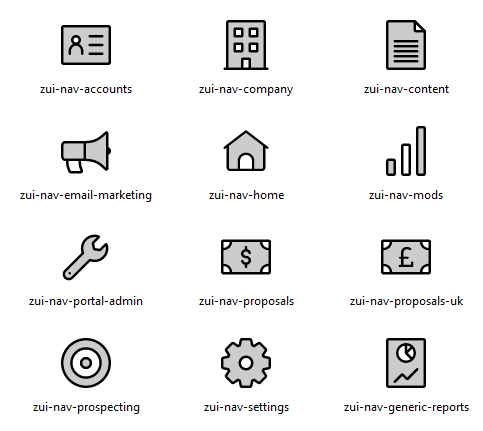 zui-nav-accounts
zui-nav-company
zui-nav-content
zui-nav-email-marketing
zui-nav-home
zui-nav-mods
$
£
zui-nav-portal-admin
zui-nav-proposals
zui-nav-proposals-uk
zui-nav-prospecting
zui-nav-settings
zui-nav-generic-reports